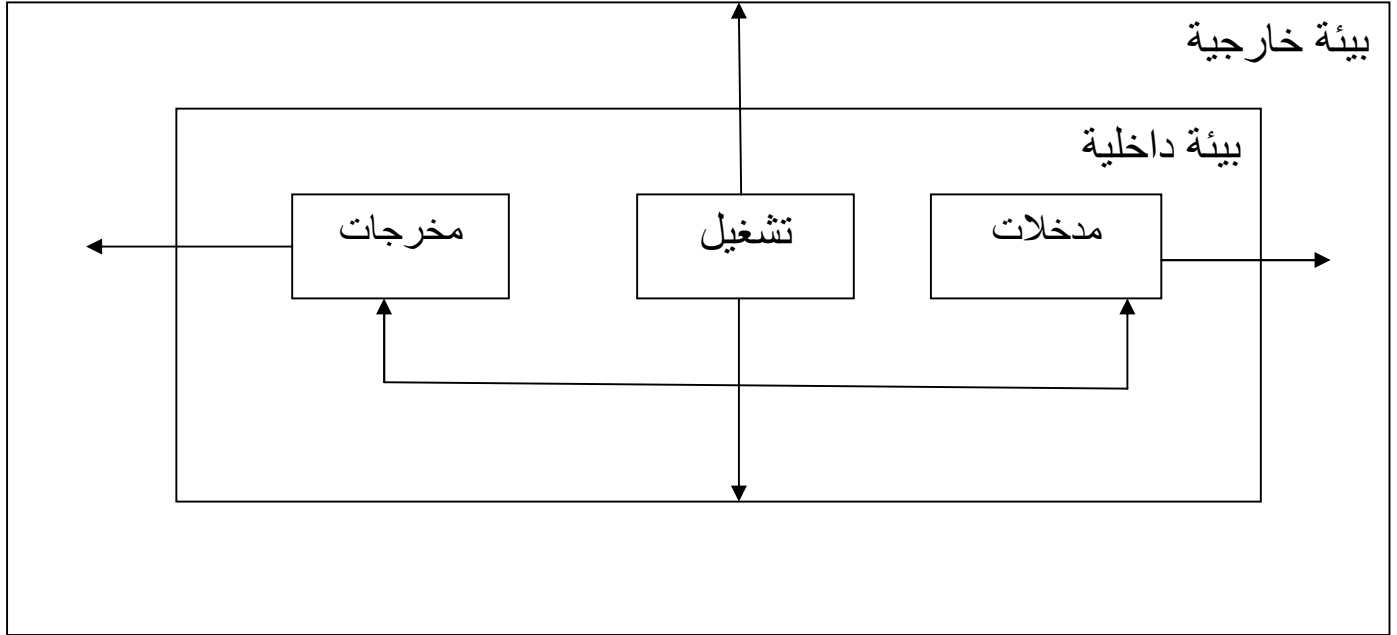 بيئة خارجية
بيئة داخلية
مدخلات
تشغيل
مخرجات